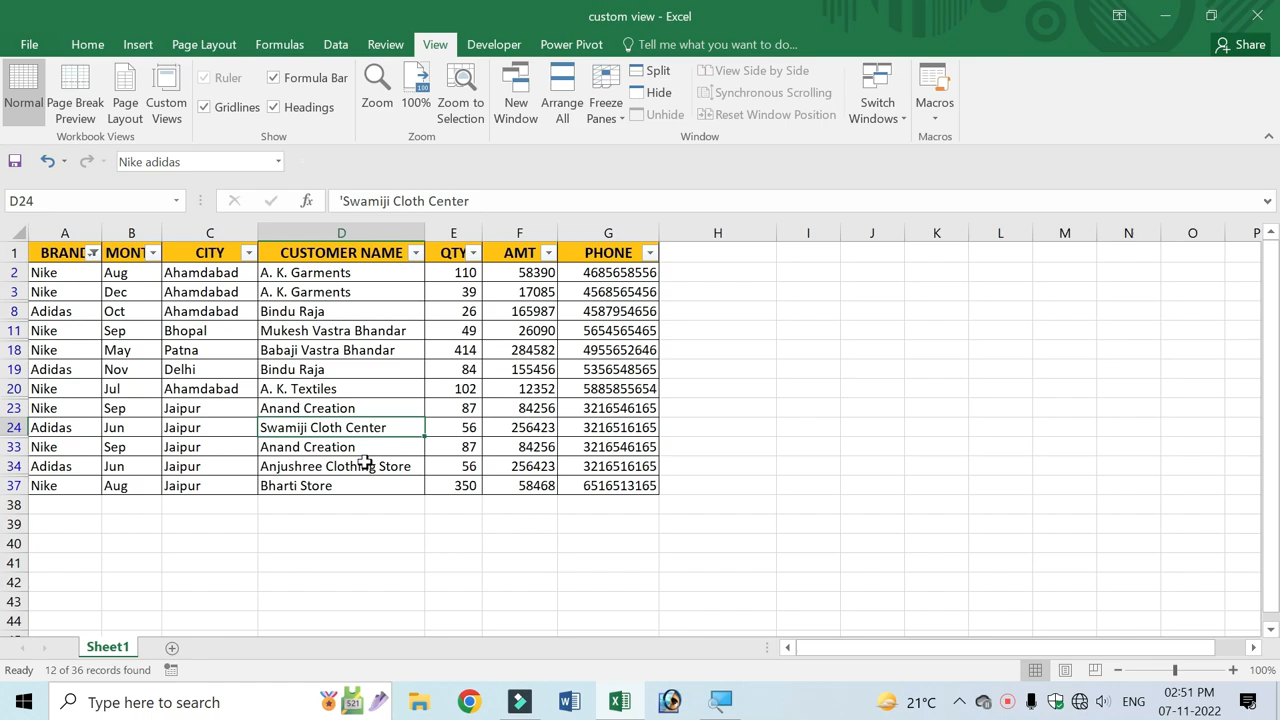 custom view - Excel
File Home Insert Page Layout Formulas Data Review View Developer Power Pivot Tell me what you want to do... Share
Normal Page Break Preview Page Layout Custom Views
Workbook Views
Ruler Formula Bar
Gridlines Headings
Show
Zoom 100% Zoom to Selection
Zoom
New Window Arrange All Freeze Panes
Split
Hide
Unhide
View Side by Side
Synchronous Scrolling
Reset Window Position
Window
Switch Windows
Macros
Macros
Nike adidas
D24 fx 'Swamiji Cloth Center
A B C D E F G H I J K L M N O P
1 BRAND MONT CITY CUSTOMER NAME QTY AMT PHONE
2 Nike Aug Ahamdabad A. K. Garments 110 58390 4685658556
3 Nike Dec Ahamdabad A. K. Garments 39 17085 4568565456
8 Adidas Oct Ahamdabad Bindu Raja 26 165987 4587954656
11 Nike Sep Bhopal Mukesh Vastra Bhandar 49 26090 5654565465
18 Nike May Patna Babaji Vastra Bhandar 414 284582 4955652646
19 Adidas Nov Delhi Bindu Raja 84 155456 5356548565
20 Nike Jul Ahamdabad A. K. Textiles 102 12352 5885855654
23 Nike Sep Jaipur Anand Creation 87 84256 3216546165
24 Adidas Jun Jaipur Swamiji Cloth Center 56 256423 3216516165
33 Nike Sep Jaipur Anand Creation 87 84256 3216546165
34 Adidas Jun Jaipur Anjushree Clothing Store 56 256423 3216516165
37 Nike Aug Jaipur Bharti Store 350 58468 6516513165
38
39
40
41
42
43
44
Sheet1
Ready 12 of 36 records found 100%
Type here to search 21°C ENG 02:51 PM
07-11-2022